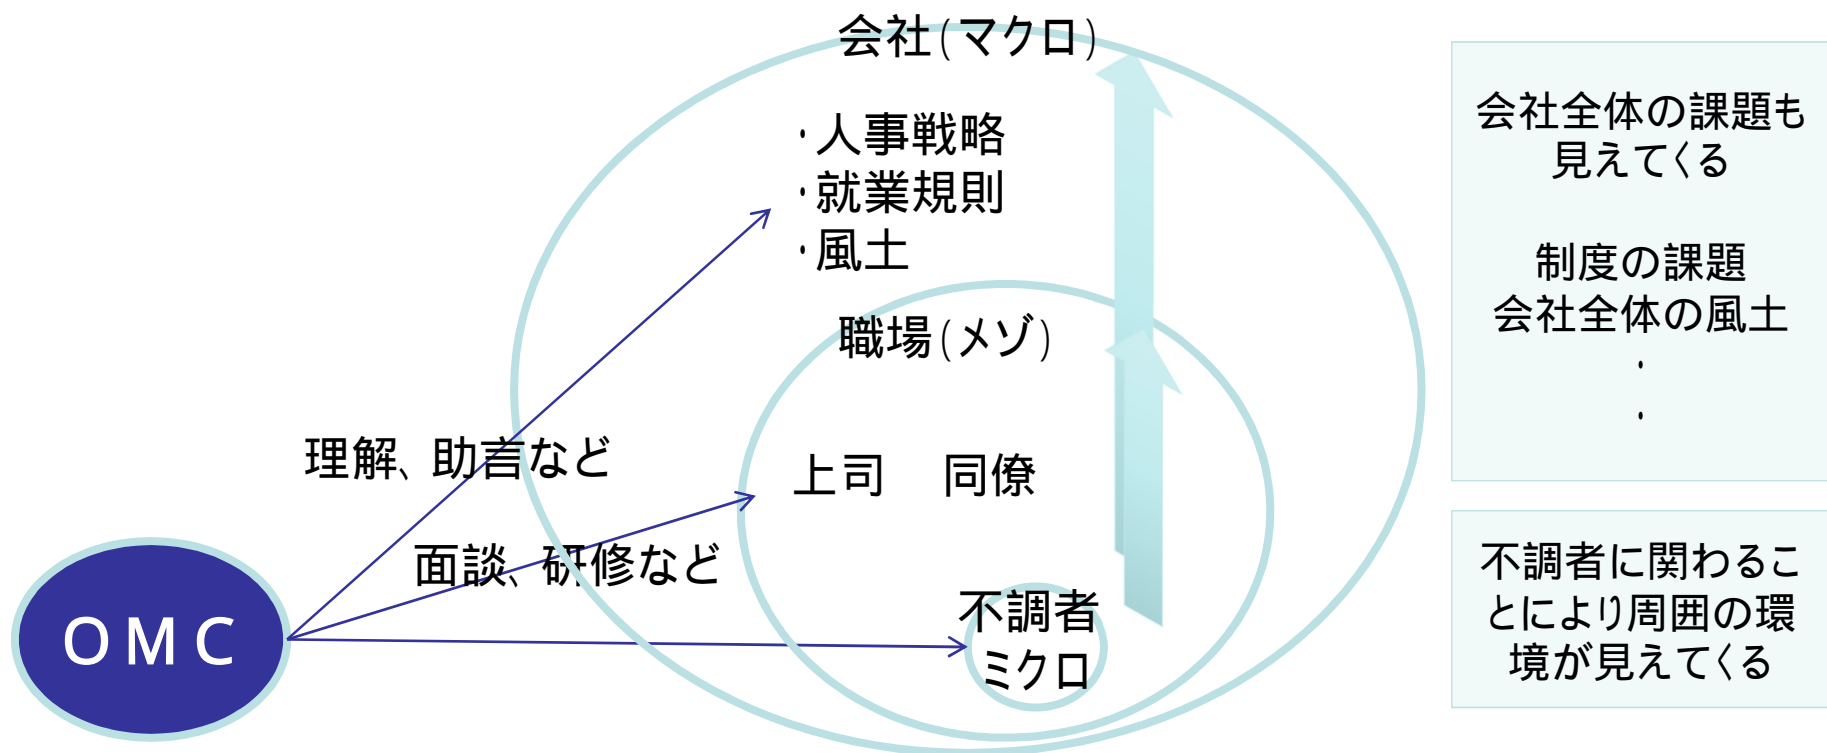 会社(マクロ)
・人事戦略
・就業規則
・風土
職場(メゾ)
上司　同僚
不調者
ミクロ
理解、助言など
面談、研修など
OMC
会社全体の課題も
見えてくる
制度の課題
会社全体の風土
・
・
不調者に関わるこ
とにより周囲の環
境が見えてくる